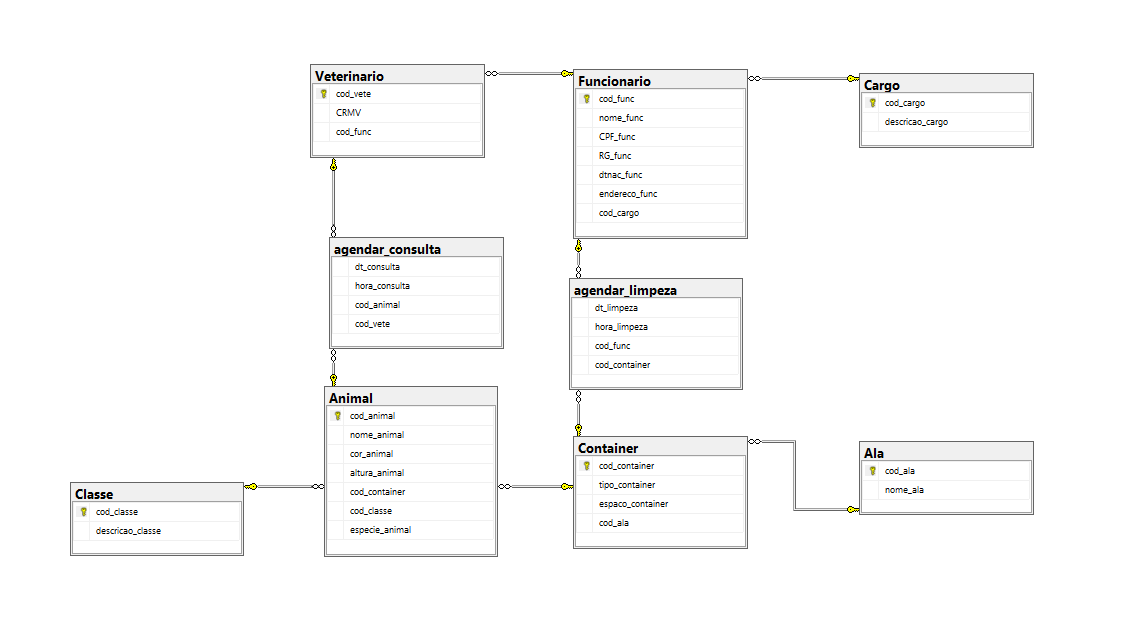 Veterinario
cod_vete
CRMV
cod_func
Funcionario
cod_func
nome_func
CPF_func
RG_func
dtnac_func
endereco_func
cod_cargo
Cargo
cod_cargo
descricao_cargo
agendar_consulta
dt_consulta
hora_consulta
cod_animal
cod_vete
agendar_limpeza
dt_limpeza
hora_limpeza
cod_func
cod_container
Animal
cod_animal
nome_animal
cor_animal
altura_animal
cod_container
cod_classe
especie_animal
Container
cod_container
tipo_container
espaco_container
cod_ala
Ala
cod_ala
nome_ala
Classe
cod_classe
descricao_classe